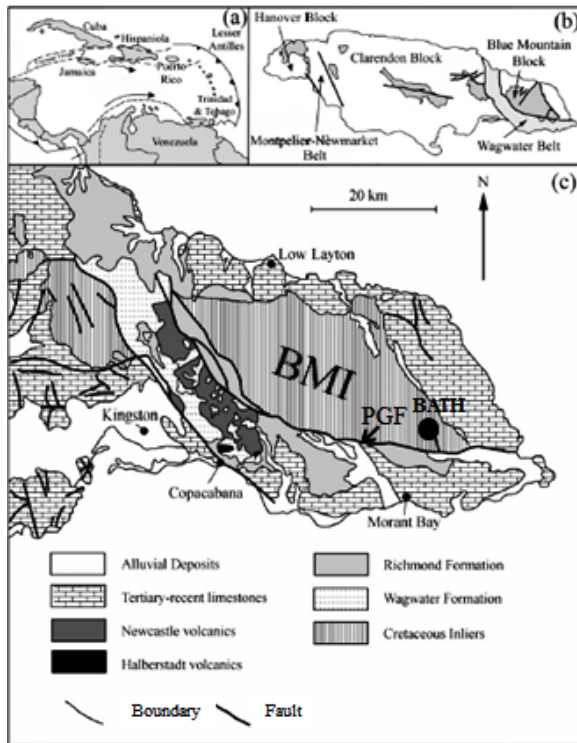 (a)
Cuba
Hispaniola
Lesser
Antilles
Jamaica
Puerto
Rico
Trinidad
& Tobago
Venezuela
(b)
Hanover Block
Clarendon Block
Blue Mountain
Block
Montpelier-Newmarket
Belt
Wagwater Belt
(c)
20 km
N
Low Layton
BMI
PGF
BATH
Kingston
Copacabana
Morant Bay
Alluvial Deposits
Richmond Formation
Tertiary-recent limestones
Wagwater Formation
Newcastle volcanics
Cretaceous Inliers
Halberstadt volcanics
Boundary
Fault